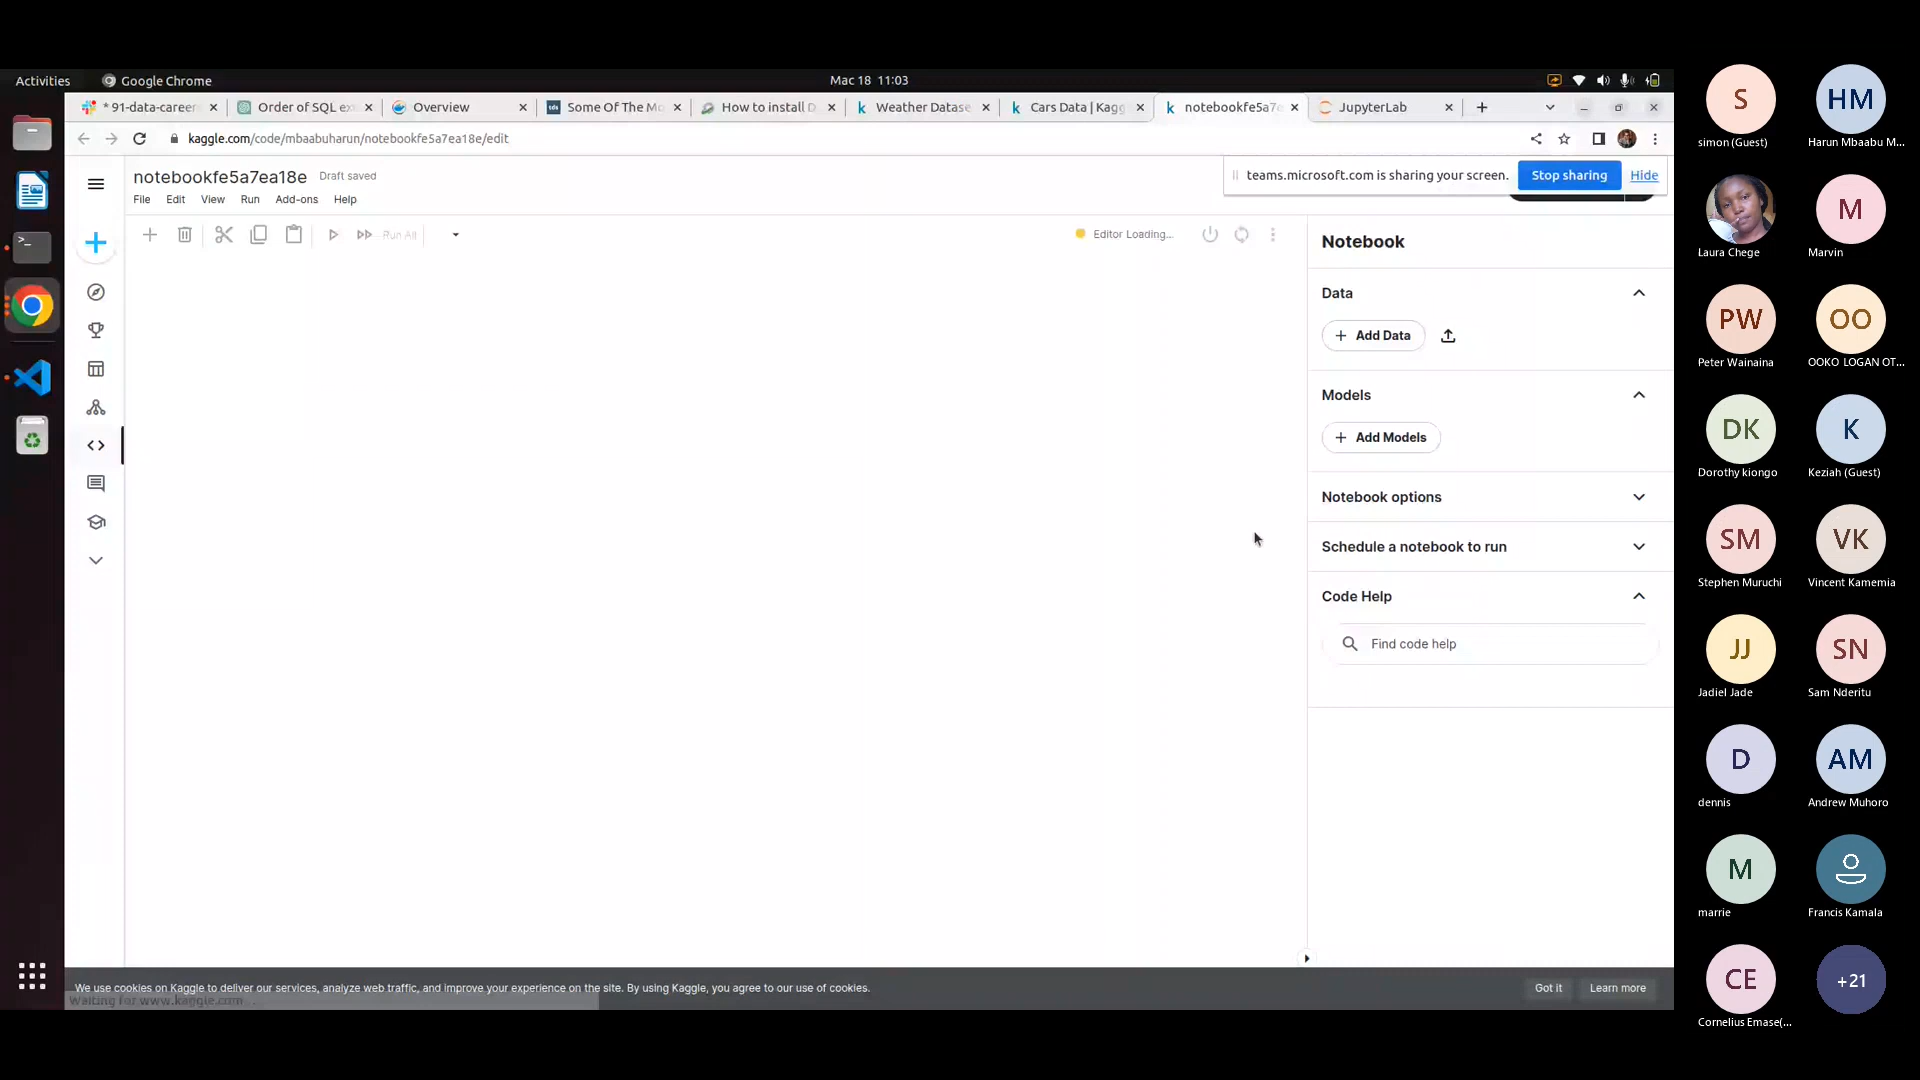 Activities
Google Chrome
Mac 18 11:03
* 91-data-career
Order of SQL ex
Overview
Some Of The Mo
How to install D
Weather Datase
Cars Data | Kagg
notebookfe5a7e
JupyterLab
kaggle.com/code/mbaabuharun/notebookfe5a7ea18e/edit
teams.microsoft.com is sharing your screen.
Stop sharing
Hide
notebookfe5a7ea18e
Draft saved
File
Edit
View
Run
Add-ons
Help
Run All
Editor Loading...
Notebook
Data
Add Data
Models
Add Models
Notebook options
Schedule a notebook to run
Code Help
Find code help
We use cookies on Kaggle to deliver our services, analyze web traffic, and improve your experience on the site. By using Kaggle, you agree to our use of cookies.
Got it
Learn more
Waiting for www.kaggle.com...
S
simon (Guest)
HM
Harun Mbaabu M...
Laura Chege
M
Marvin
PW
Peter Wainaina
OO
OOKO LOGAN OT...
DK
Dorothy kiongo
K
Keziah (Guest)
SM
Stephen Muruchi
VK
Vincent Kamemia
JJ
Jadiel Jade
SN
Sam Nderitu
D
dennis
AM
Andrew Muhoro
M
marrie
Francis Kamala
CE
Cornelius Emase(...
+21